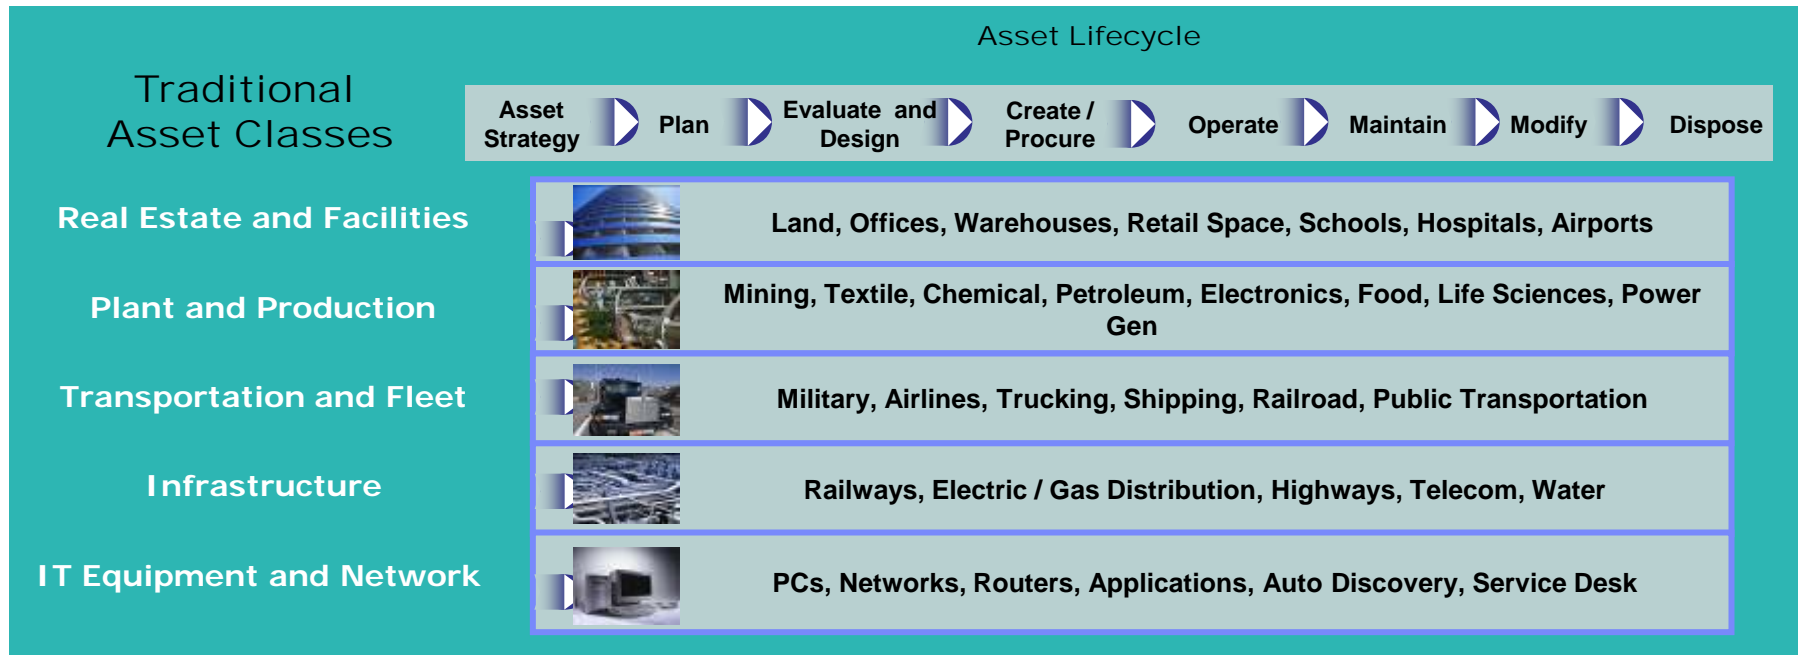 Asset Lifecycle
Traditional
Asset Classes
Asset
Strategy
Plan
Evaluate and
Design
Create /
Procure
Operate
Maintain
Modify
Dispose
Real Estate and Facilities
Land, Offices, Warehouses, Retail Space, Schools, Hospitals, Airports
Plant and Production
Mining, Textile, Chemical, Petroleum, Electronics, Food, Life Sciences, Power
Gen
Transportation and Fleet
Military, Airlines, Trucking, Shipping, Railroad, Public Transportation
Infrastructure
Railways, Electric / Gas Distribution, Highways, Telecom, Water
IT Equipment and Network
PCs, Networks, Routers, Applications, Auto Discovery, Service Desk